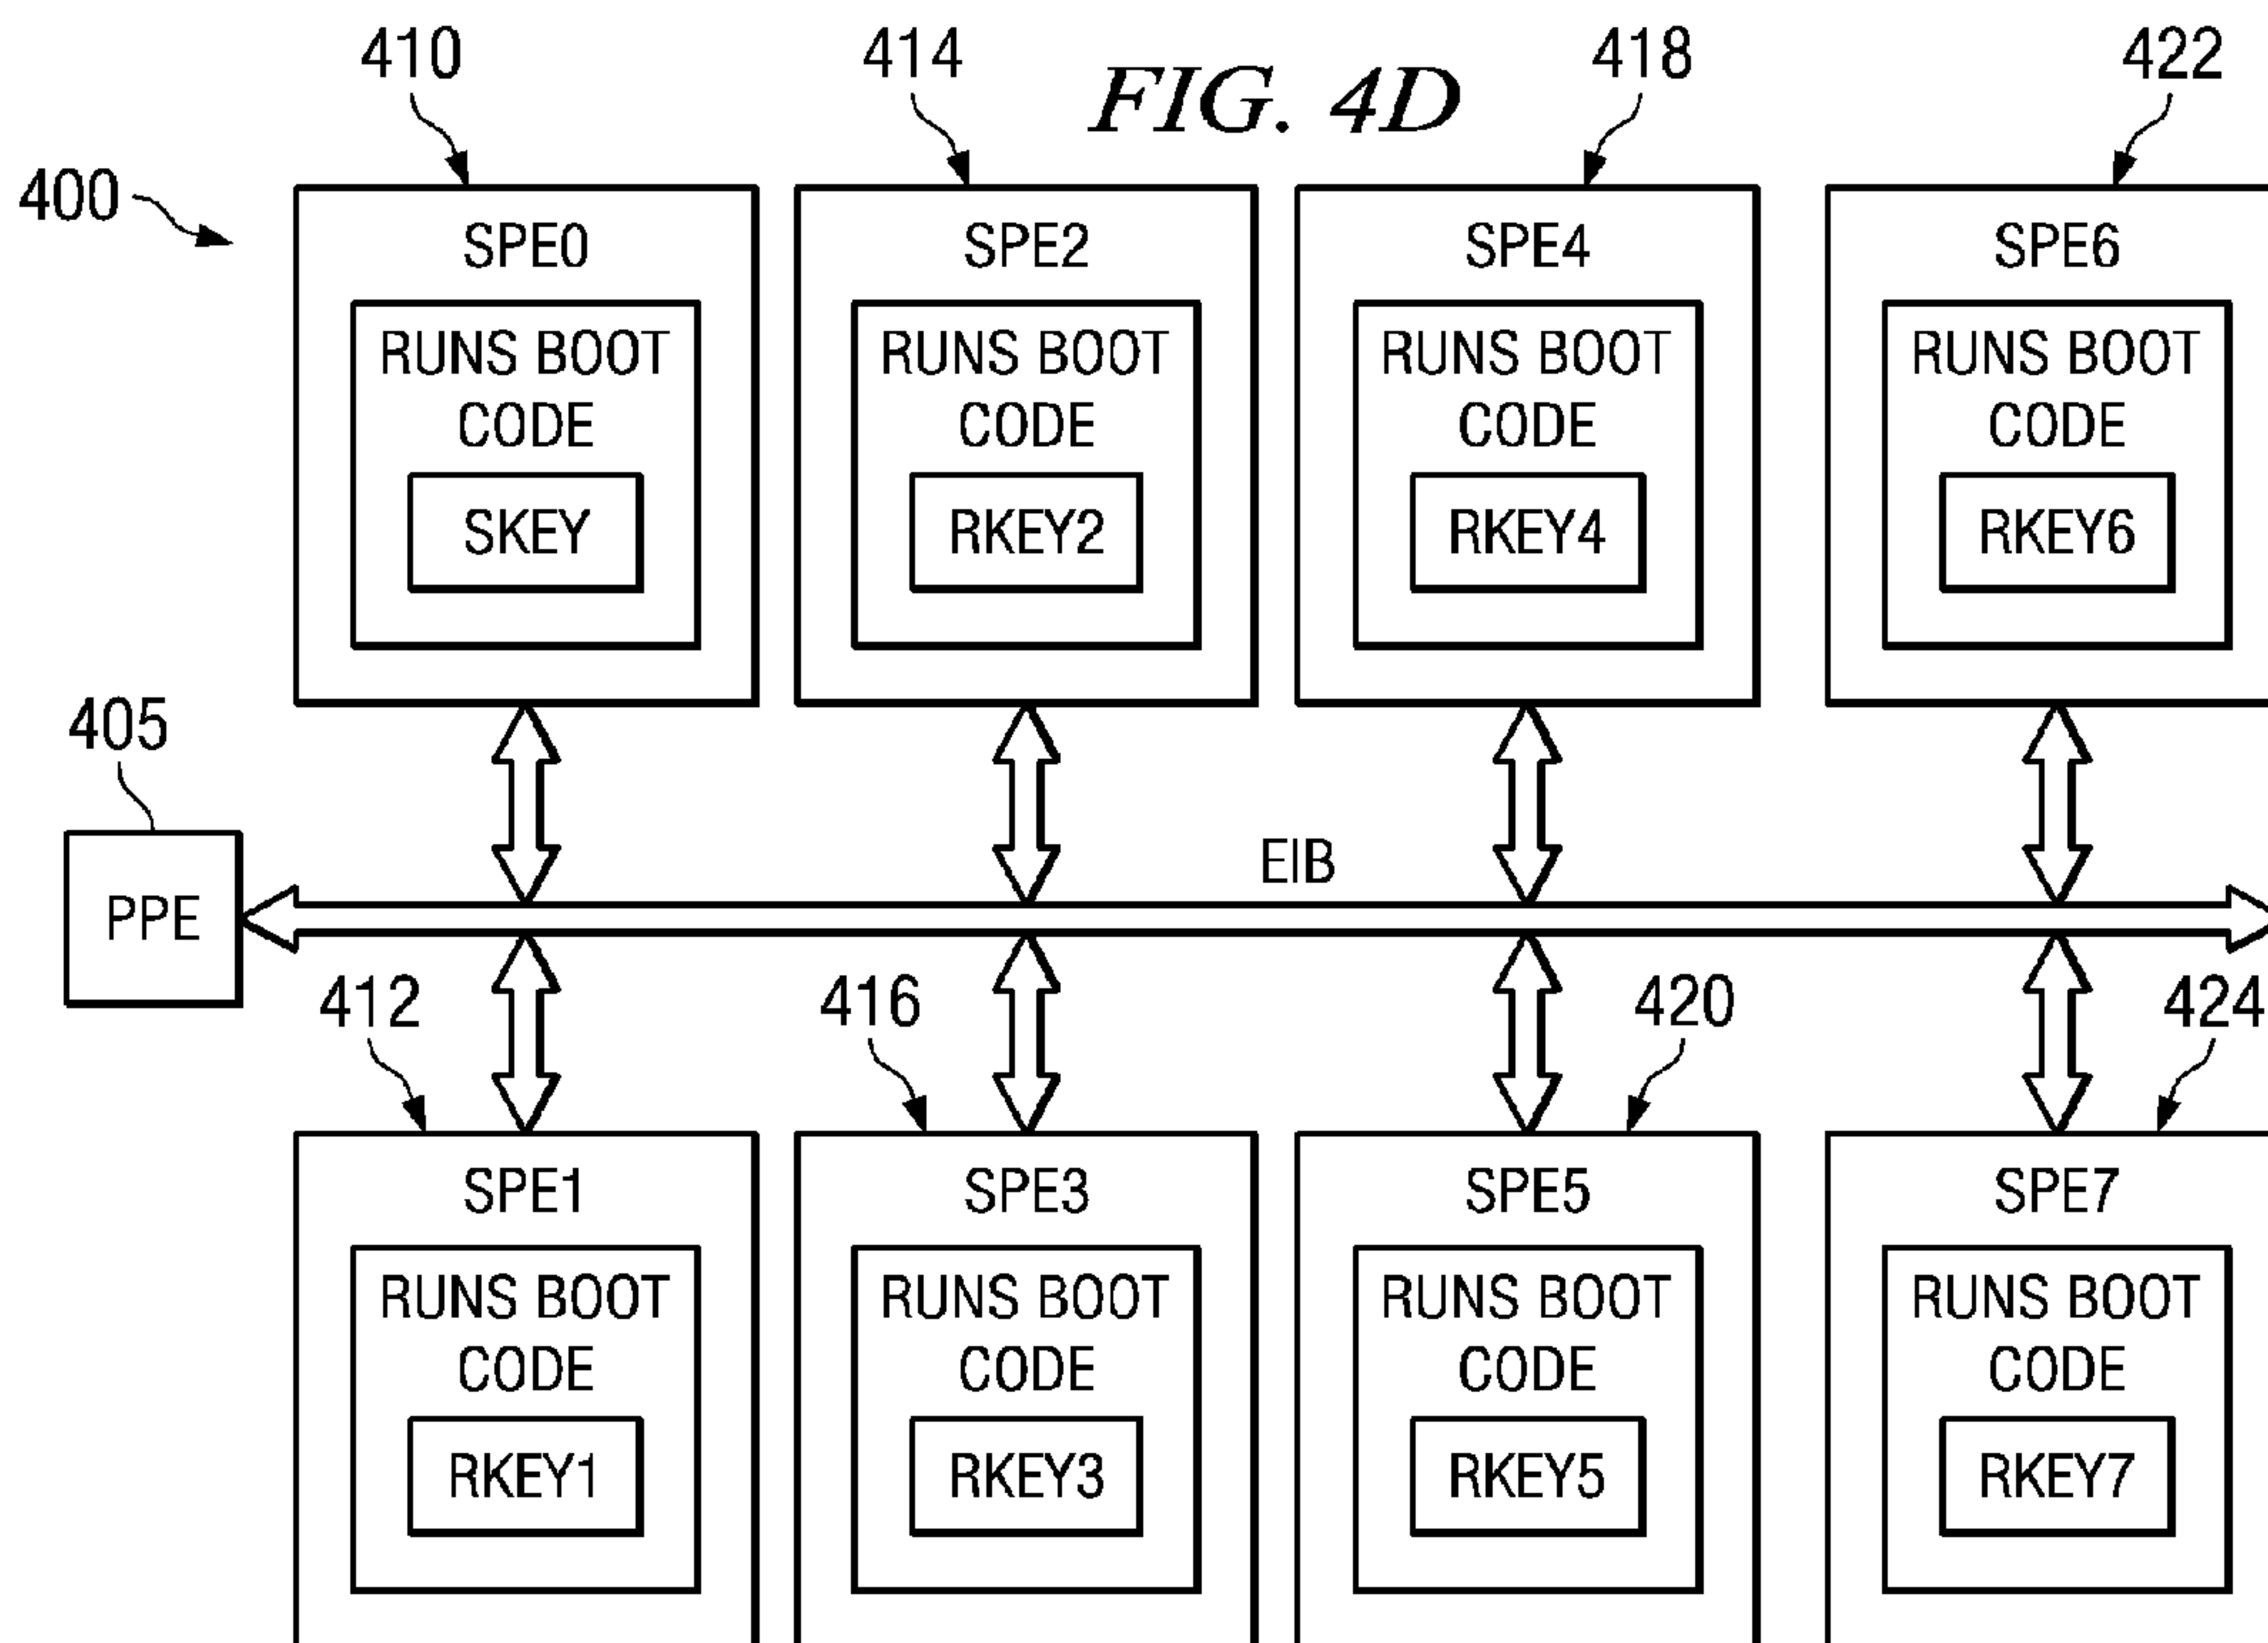 410
414
418
422
FIG. 4D
400
SPE0
SPE2
SPE4
SPE6
RUNS BOOT
CODE
SKEY
RUNS BOOT
CODE
RKEY2
RUNS BOOT
CODE
RKEY4
RUNS BOOT
CODE
RKEY6
405
PPE
EIB
412
416
420
424
SPE1
SPE3
SPE5
SPE7
RUNS BOOT
CODE
RKEY1
RUNS BOOT
CODE
RKEY3
RUNS BOOT
CODE
RKEY5
RUNS BOOT
CODE
RKEY7